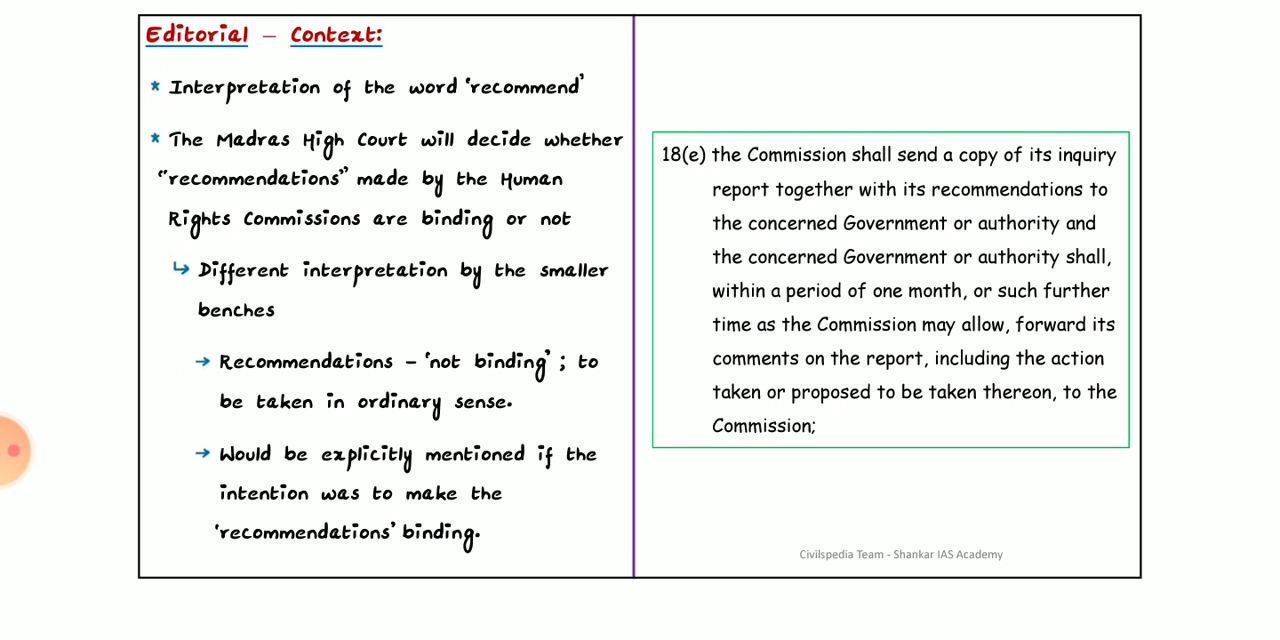 Editorial – Context:
* Interpretation of the word 'recommend'
* The Madras High Court will decide whether
"recommendations" made by the Human
Rights Commissions are binding or not
↳ Different interpretation by the smaller
benches
→ Recommendations – 'not binding' ; to
be taken in ordinary sense.
→ Would be explicitly mentioned if the
intention was to make the
'recommendations' binding.
18(e) the Commission shall send a copy of its inquiry
report together with its recommendations to
the concerned Government or authority and
the concerned Government or authority shall,
within a period of one month, or such further
time as the Commission may allow, forward its
comments on the report, including the action
taken or proposed to be taken thereon, to the
Commission;
Civilspedia Team - Shankar IAS Academy